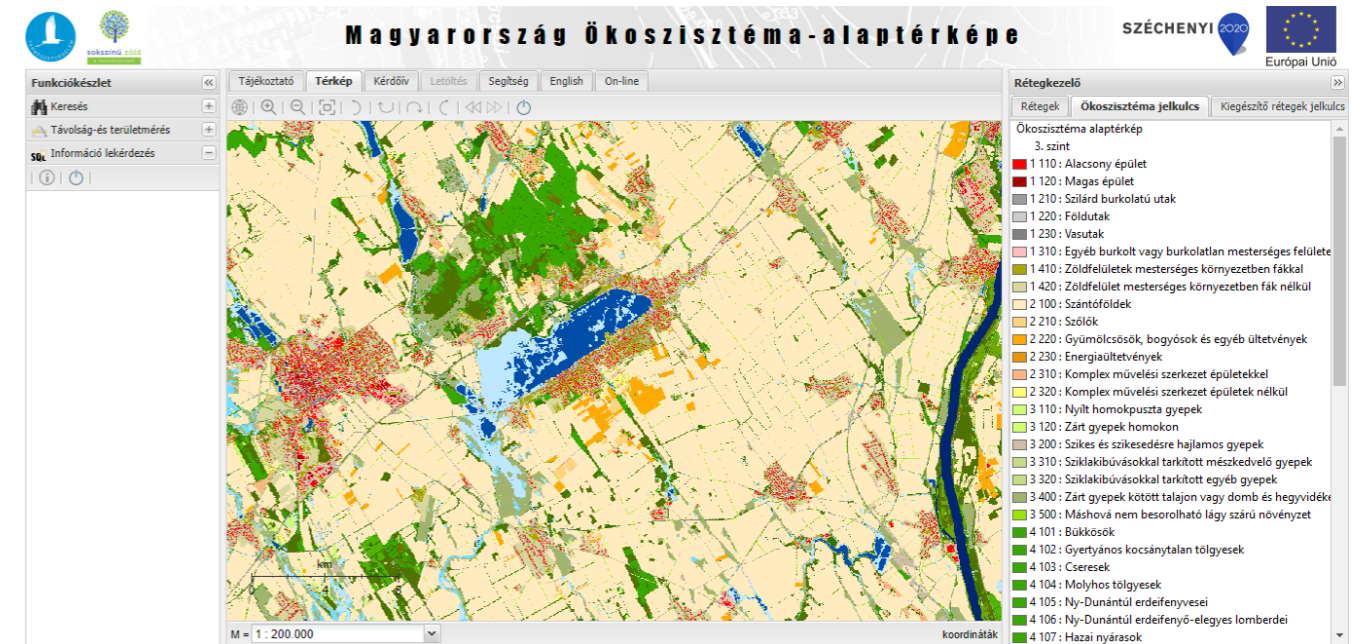 sokszínű zöld
Magyarország Ökoszisztéma-alaptérképe
SZÉCHENYI 2020
Európai Unió
Funkciókészlet
Keresés
Távolság-és területmérés
SQL Információ lekérdezés
Tájékoztató Térkép Kérdőív Letöltés Segítség English On-line
km
M = 1 : 200.000
koordináták
Rétegkezelő
Rétegek Ökoszisztéma jelkulcs Kiegészítő rétegek jelkulcs
Ökoszisztéma alaptérkép
3. szint
1 110 : Alacsony épület
1 120 : Magas épület
1 210 : Szilárd burkolatú utak
1 220 : Földutak
1 230 : Vasutak
1 310 : Egyéb burkolt vagy burkolatlan mesterséges felülete
1 410 : Zöldfelületek mesterséges környezetben fákkal
1 420 : Zöldfelület mesterséges környezetben fák nélkül
2 100 : Szántóföldek
2 210 : Szőlők
2 220 : Gyümölcsösök, bogyósok és egyéb ültetvények
2 230 : Energiaültetvények
2 310 : Komplex művelési szerkezet épületekkel
2 320 : Komplex művelési szerkezet épületek nélkül
3 110 : Nyílt homokpuszta gyepek
3 120 : Zárt gyepek homokon
3 200 : Szikes és szikesedésre hajlamos gyepek
3 310 : Sziklakibúvásokkal tarkított mészkedvelő gyepek
3 320 : Sziklakibúvásokkal tarkított egyéb gyepek
3 400 : Zárt gyepek kötött talajon vagy domb és hegyvidéke
3 500 : Máshová nem besorolható lágy szárú növényzet
4 101 : Bükkösök
4 102 : Gyertyános kocsánytalan tölgyesek
4 103 : Cseresek
4 104 : Molyhos tölgyesek
4 105 : Ny-Dunántúl erdeifenyvesei
4 106 : Ny-Dunántúl erdeifenyő-elegyes lomberdei
4 107 : Hazai nyárasok